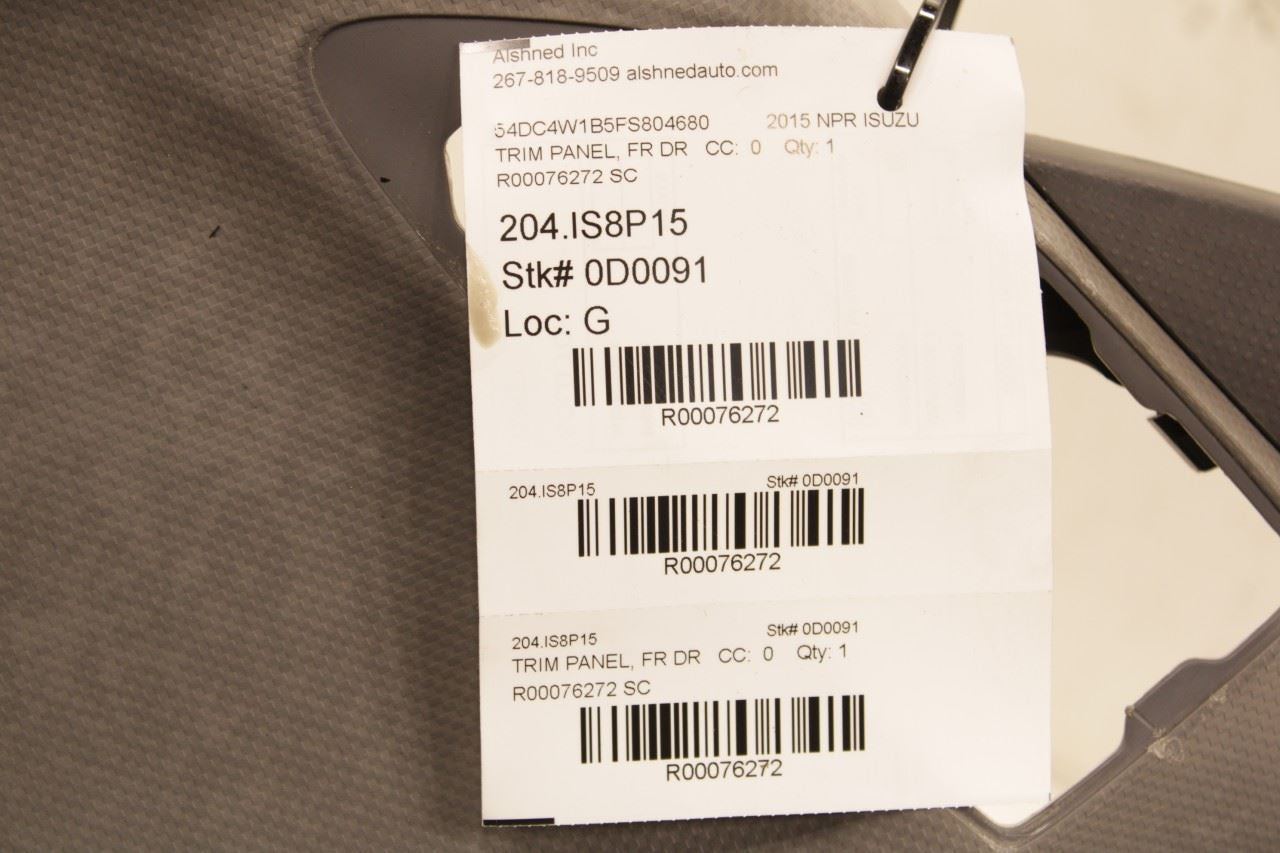 Alshned Inc
267-818-9509 alshnedauto.com
54DC4W1B5FS804680 2015 NPR ISUZU
TRIM PANEL, FR DR CC: 0 Qty: 1
R00076272 SC
204.IS8P15
Stk# 0D0091
Loc: G
R00076272
204.IS8P15 Stk# 0D0091
R00076272
204.IS8P15 Stk# 0D0091
TRIM PANEL, FR DR CC: 0 Qty: 1
R00076272 SC
R00076272